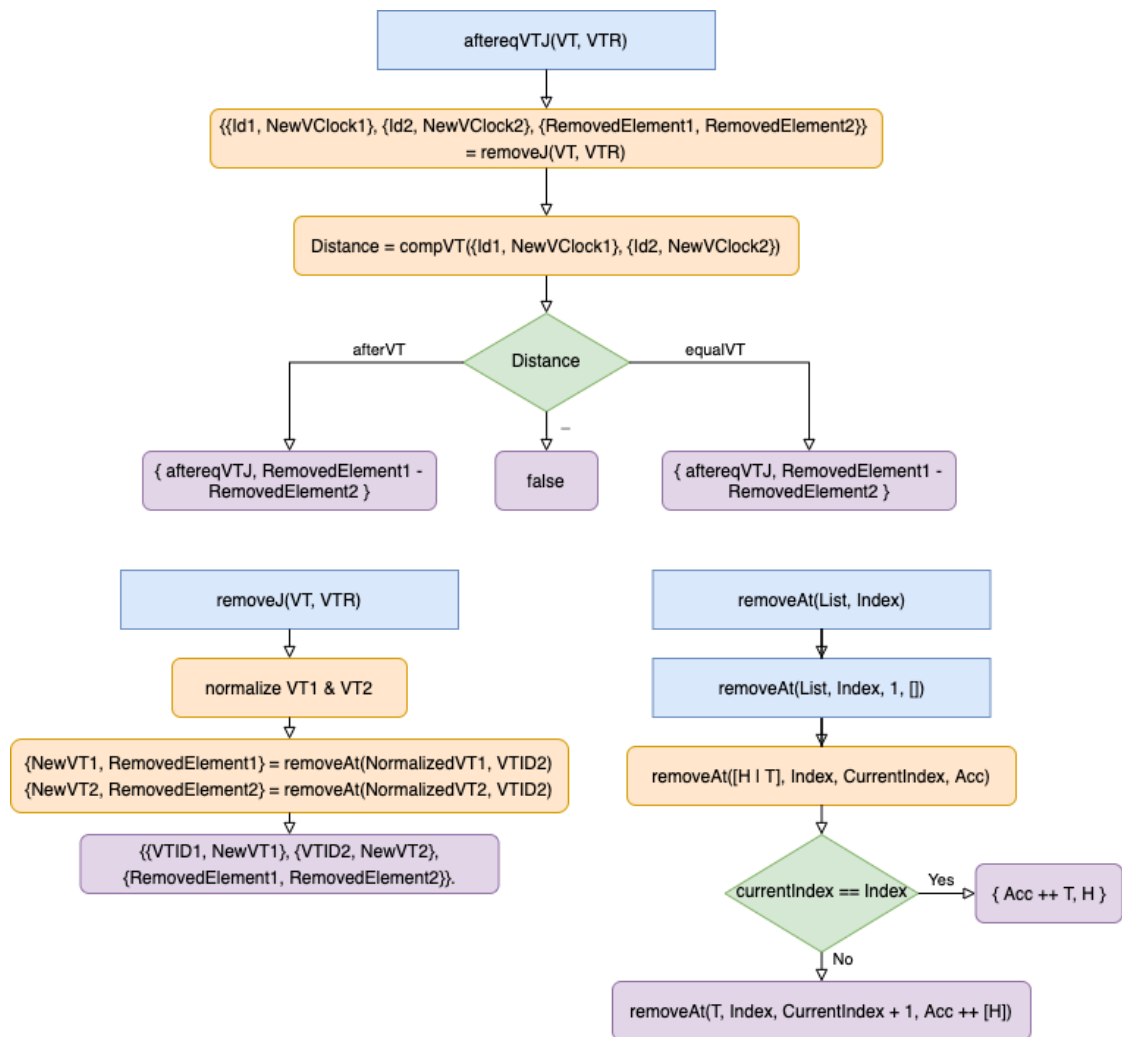 aftereqVTJ(VT, VTR)
{{Id1, NewVClock1}, {Id2, NewVClock2}, {RemovedElement1, RemovedElement2}}
= removeJ(VT, VTR)
Distance = compVT({Id1, NewVClock1}, {Id2, NewVClock2})
afterVT
Distance
equalVT
_
{ aftereqVTJ, RemovedElement1 -
RemovedElement2 }
false
{ aftereqVTJ, RemovedElement1 -
RemovedElement2 }
removeJ(VT, VTR)
normalize VT1 & VT2
{NewVT1, RemovedElement1} = removeAt(NormalizedVT1, VTID2)
{NewVT2, RemovedElement2} = removeAt(NormalizedVT2, VTID2)
{{VTID1, NewVT1}, {VTID2, NewVT2},
{RemovedElement1, RemovedElement2}}.
removeAt(List, Index)
removeAt(List, Index, 1, [])
removeAt([H | T], Index, CurrentIndex, Acc)
currentIndex == Index
Yes
{ Acc ++ T, H }
No
removeAt(T, Index, CurrentIndex + 1, Acc ++ [H])